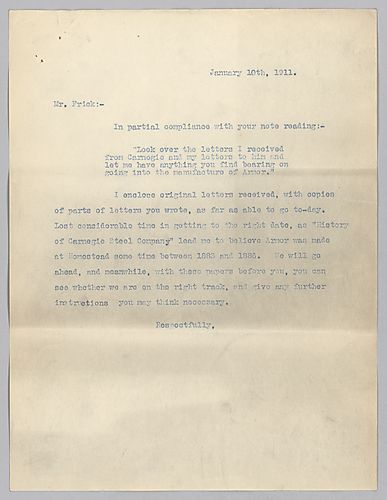 January 10th, 1911.
Mr. Frick:-
In partial compliance with your note reading:-
"Look over the letters I received
from Carnegie and my letters to him and
let me have anything you find bearing on
going into the manufacture of Armor."
I enclose original letters received, with copies
of parts of letters you wrote, as far as able to go to-day.
Lost considerable time in getting to the right date, as "History
of Carnegie Steel Company" lead me to believe Armor was made
at Homestead some time between 1883 and 1886. We will go
ahead, and meanwhile, with these papers before you, you can
see whether we are on the right track, and give any further
instructions you may think necessary.
Respectfully,